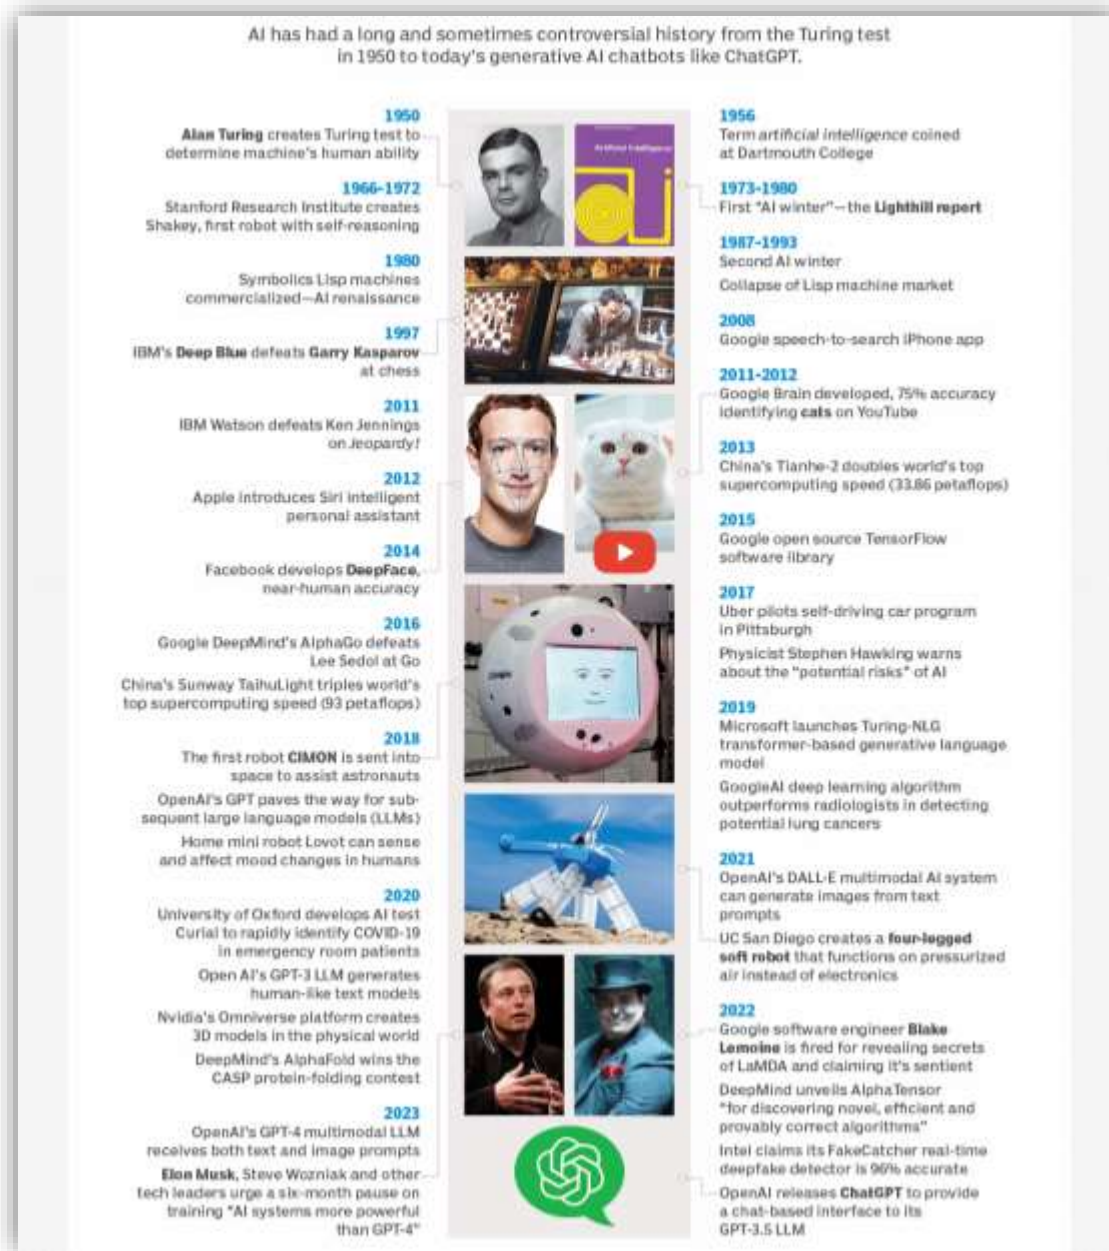 AI has had a long and sometimes controversial history from the Turing test
in 1950 to today's generative AI chatbots like ChatGPT.
1950
Alan Turing creates Turing test to
determine machine's human ability
1956
Term artificial intelligence coined
at Dartmouth College
1966-1972
Stanford Research Institute creates
Shakey, first robot with self-reasoning
1973-1980
First "AI winter"—the Lighthill report
1980
Symbolics Lisp machines
commercialized—AI renaissance
1987-1993
Second AI winter
Collapse of Lisp machine market
1997
IBM's Deep Blue defeats Garry Kasparov
at chess
2008
Google speech-to-search iPhone app
2011
IBM Watson defeats Ken Jennings
on Jeopardy!
2011-2012
Google Brain developed, 75% accuracy
identifying cats on YouTube
2012
Apple introduces Siri intelligent
personal assistant
2013
China's Tianhe-2 doubles world's top
supercomputing speed (33.86 petaflops)
2014
Facebook develops DeepFace,
near-human accuracy
2015
Google open source TensorFlow
software library
2016
Google DeepMind's AlphaGo defeats
Lee Sedol at Go
China's Sunway TaihuLight triples world's
top supercomputing speed (93 petaflops)
2017
Uber pilots self-driving car program
in Pittsburgh
Physicist Stephen Hawking warns
about the "potential risks" of AI
2018
The first robot CIMON is sent into
space to assist astronauts
OpenAI's GPT paves the way for sub-
sequent large language models (LLMs)
Home mini robot Lovot can sense
and affect mood changes in humans
2019
Microsoft launches Turing-NLG
transformer-based generative language
model
GoogleAI deep learning algorithm
outperforms radiologists in detecting
potential lung cancers
2020
University of Oxford develops AI test
Curial to rapidly identify COVID-19
in emergency room patients
Open AI's GPT-3 LLM generates
human-like text models
Nvidia's Omniverse platform creates
3D models in the physical world
DeepMind's AlphaFold wins the
CASP protein-folding contest
2021
OpenAI's DALL-E multimodal AI system
can generate images from text
prompts
UC San Diego creates a four-legged
soft robot that functions on pressurized
air instead of electronics
2022
Google software engineer Blake
Lemoine is fired for revealing secrets
of LaMDA and claiming it's sentient
DeepMind unveils AlphaTensor
"for discovering novel, efficient and
provably correct algorithms"
Intel claims its FakeCatcher real-time
deepfake detector is 96% accurate
OpenAI releases ChatGPT to provide
a chat-based interface to its
GPT-3.5 LLM
2023
OpenAI's GPT-4 multimodal LLM
receives both text and image prompts
Elon Musk, Steve Wozniak and other
tech leaders urge a six-month pause on
training "AI systems more powerful
than GPT-4"
Artificial Intelligence